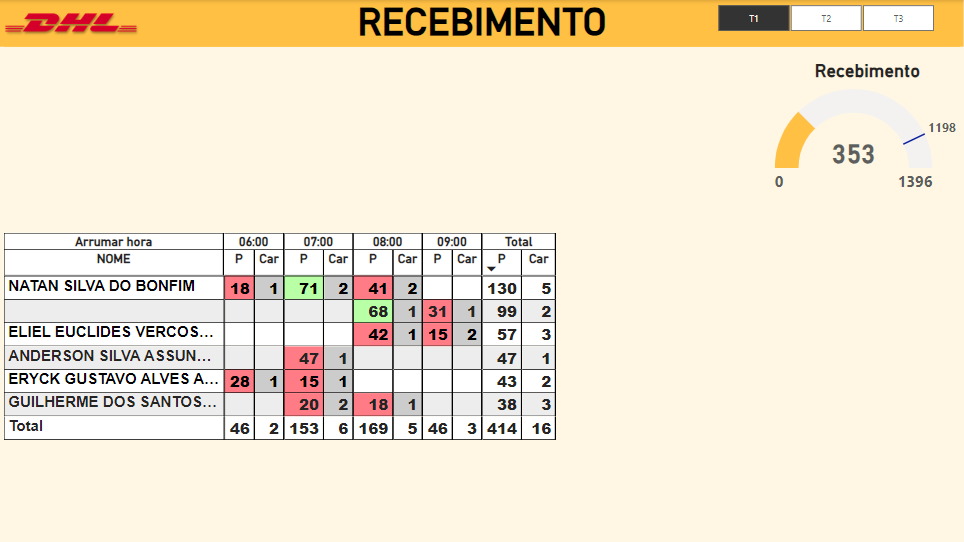 DHL
RECEBIMENTO
T1 T2 T3
Recebimento
1198
353
0 1396
Arrumar hora 06:00 07:00 08:00 09:00 Total
NOME P Car P Car P Car P Car P Car
NATAN SILVA DO BONFIM 18 1 71 2 41 2 130 5
68 1 31 1 99 2
ELIEL EUCLIDES VERCOS... 42 1 15 2 57 3
ANDERSON SILVA ASSUN... 47 1 47 1
ERYCK GUSTAVO ALVES A... 28 1 15 1 43 2
GUILHERME DOS SANTOS... 20 2 18 1 38 3
Total 46 2 153 6 169 5 46 3 414 16